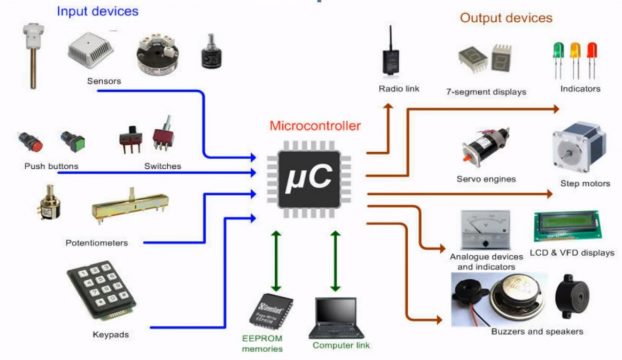 Input devices
Output devices
Sensors
Radio link
7-segment displays
Indicators
Microcontroller
µC
Push buttons
Switches
Servo engines
Step motors
Potentiometers
Analogue devices
and indicators
LCD & VFD displays
Keypads
EEPROM
memories
Computer link
Buzzers and speakers